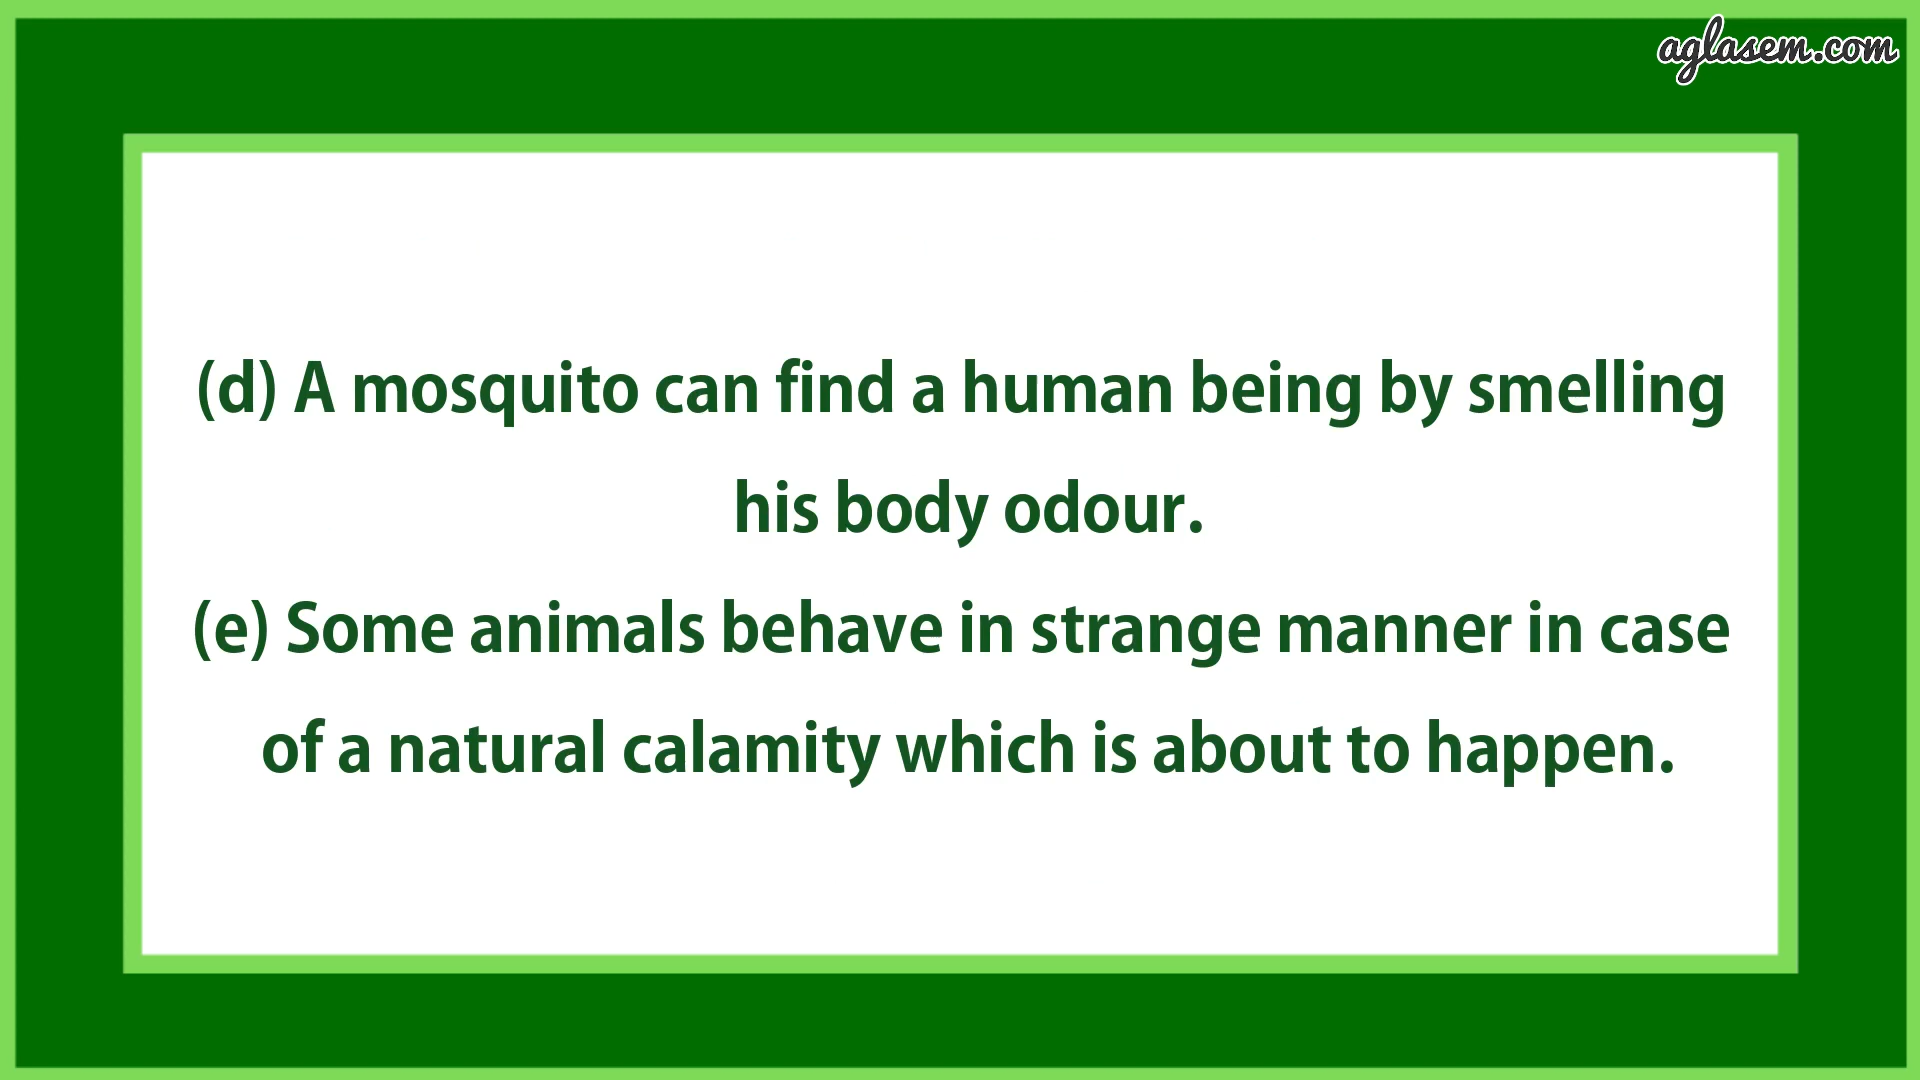 aglasem.com
(d) A mosquito can find a human being by smelling
his body odour.
(e) Some animals behave in strange manner in case
of a natural calamity which is about to happen.